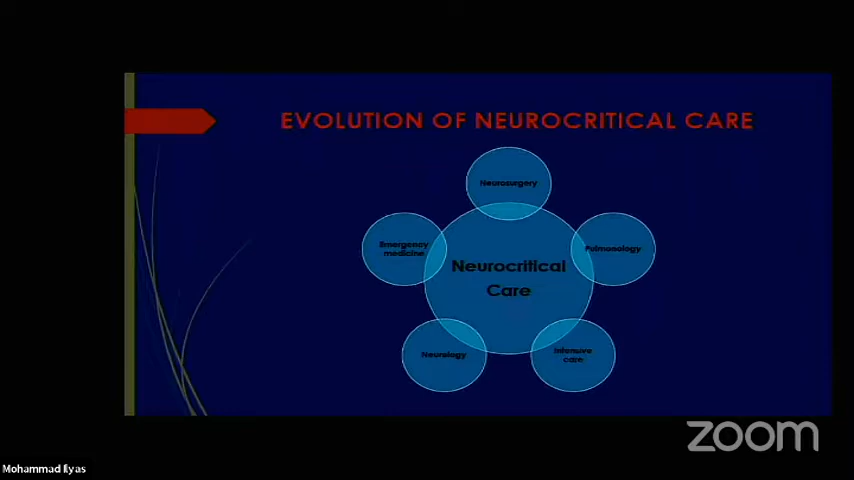 EVOLUTION OF NEUROCRITICAL CARE
Neurosurgery
Emergency
medicine
Pulmonology
Neurocritical
Care
Neurology
Intensive
care
zoom
Mohammad Ilyas